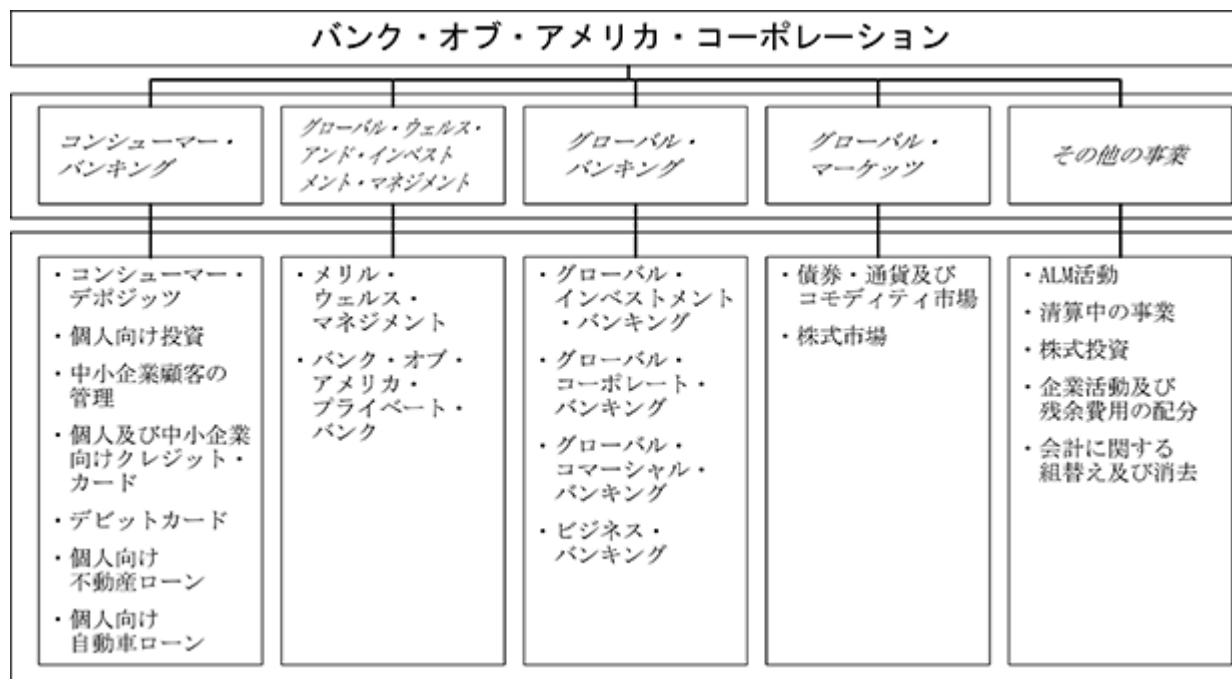 バンク・オブ・アメリカ・コーポレーション
コンシューマー・
バンキング
グローバル・ウェルス・
アンド・インベスト
メント・マネジメント
グローバル・
バンキング
グローバル・
マーケッツ
その他の事業
・コンシューマー・
デポジッツ
・個人向け投資
・中小企業顧客の
管理
・個人及び中小企業
向けクレジット・
カード
・デビットカード
・個人向け
不動産ローン
・個人向け
自動車ローン
・メリル・
ウェルス・
マネジメント
・バンク・オブ・
アメリカ・
プライベート・
バンク
・グローバル・
インベストメント
・バンキング
・グローバル・
コーポレート・
バンキング
・グローバル・
コマーシャル・
バンキング
・ビジネス・
バンキング
・債券・通貨及び
コモディティ市場
・株式市場
・ALM活動
・清算中の事業
・株式投資
・企業活動及び
残余費用の配分
・会計に関する
組替え及び消去